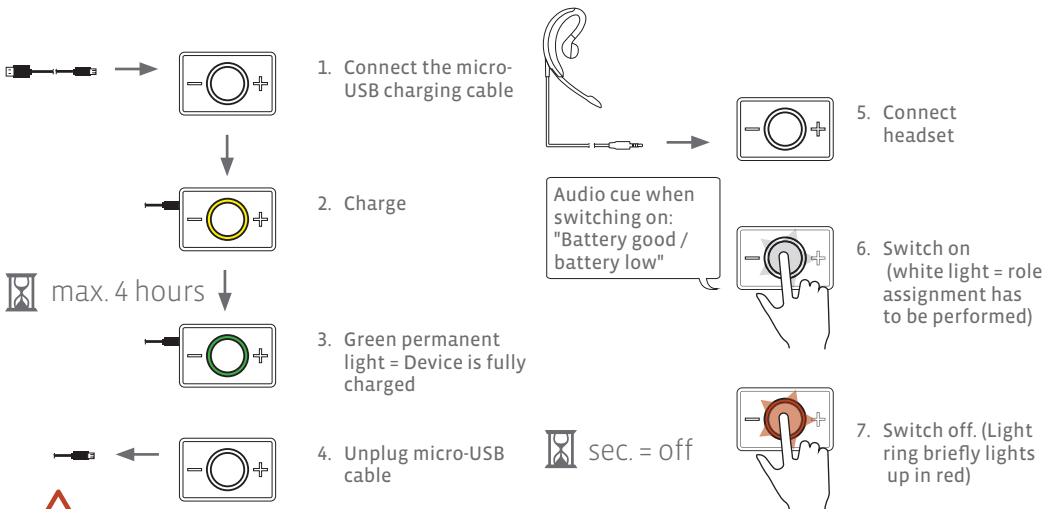 1. Connect the micro-
USB charging cable
2. Charge
max. 4 hours
3. Green permanent
light = Device is fully
charged
4. Unplug micro-USB
cable
5. Connect
headset
Audio cue when
switching on:
"Battery good /
battery low"
6. Switch on
(white light = role
assignment has
to be performed)
sec. = off
7. Switch off. (Light
ring briefly lights
up in red)